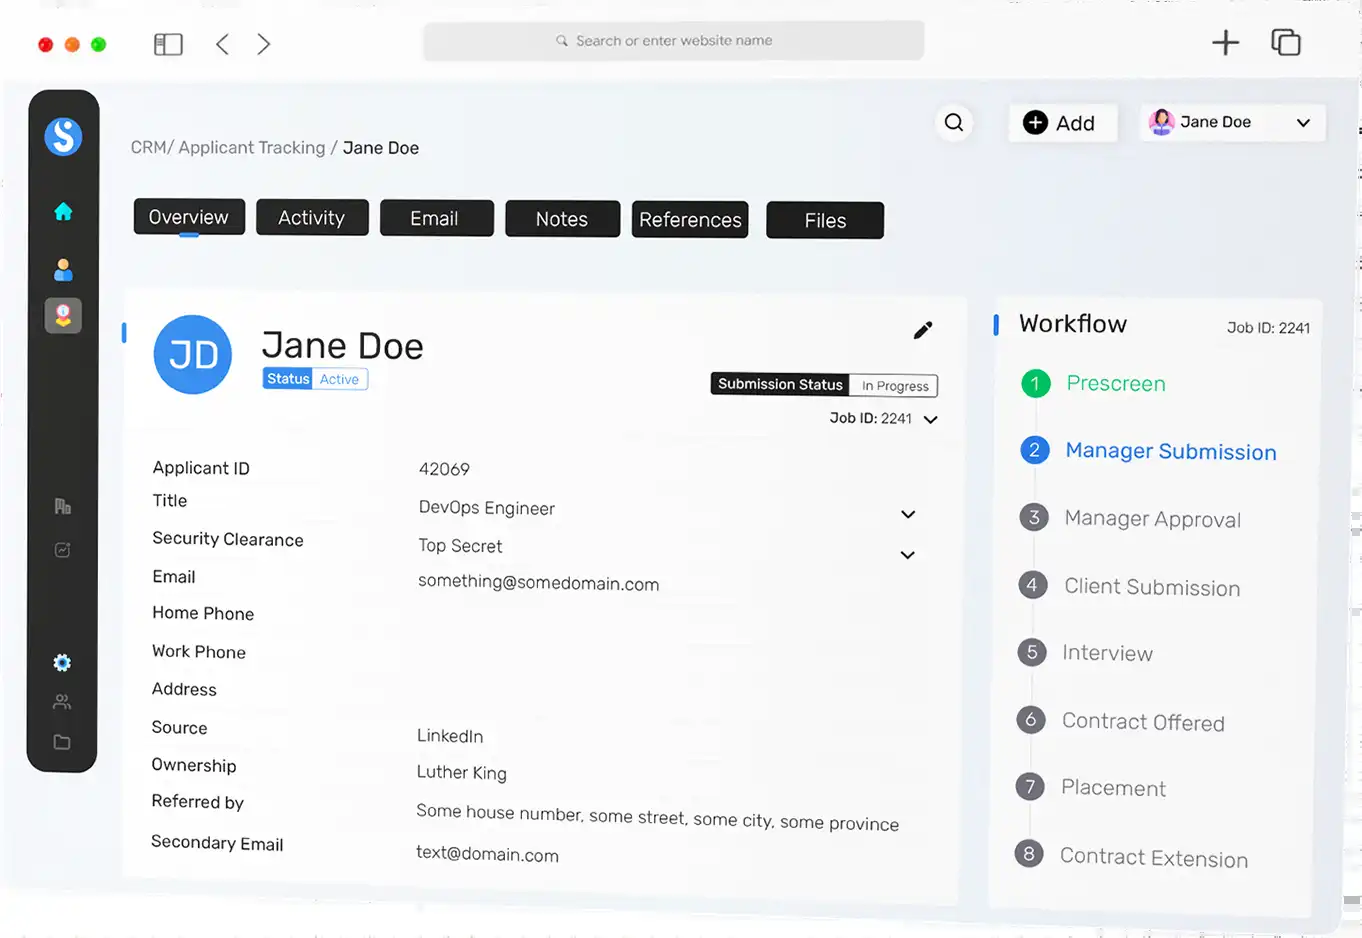 Search or enter website name
CRM/ Applicant Tracking / Jane Doe
Add
Jane Doe
Overview
Activity
Email
Notes
References
Files
JD
Jane Doe
Status Active
Submission Status In Progress
Job ID: 2241
Applicant ID 42069
Title DevOps Engineer
Security Clearance Top Secret
Email something@somedomain.com
Home Phone
Work Phone
Address
Source LinkedIn
Ownership Luther King
Referred by Some house number, some street, some city, some province
Secondary Email text@domain.com
Workflow Job ID: 2241
1 Prescreen
2 Manager Submission
3 Manager Approval
4 Client Submission
5 Interview
6 Contract Offered
7 Placement
8 Contract Extension